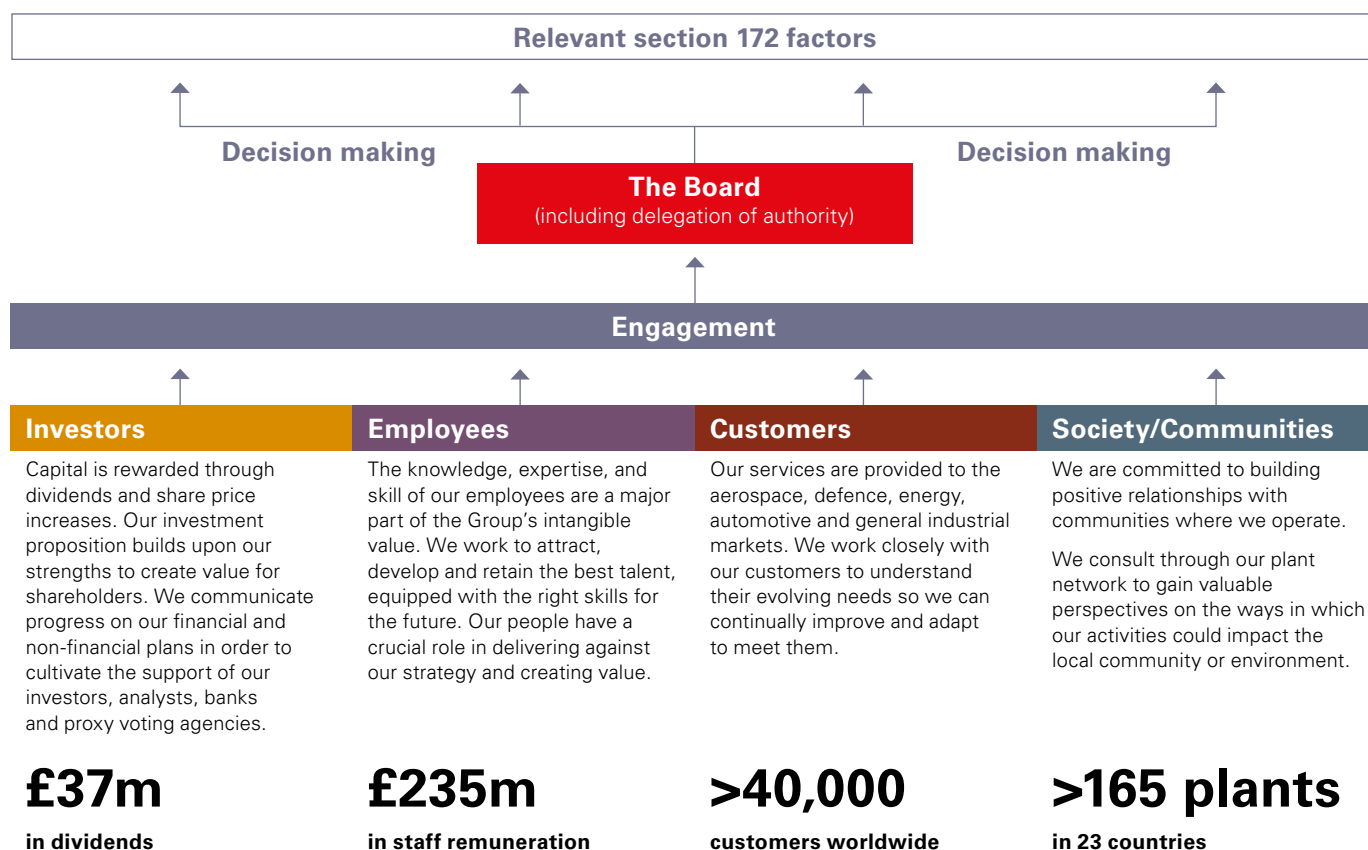 Relevant section 172 factors
Decision making
Decision making
The Board
(including delegation of authority)
Engagement
Investors
Capital is rewarded through
dividends and share price
increases. Our investment
proposition builds upon our
strengths to create value for
shareholders. We communicate
progress on our financial and
non-financial plans in order to
cultivate the support of our
investors, analysts, banks
and proxy voting agencies.
£37m
in dividends
Employees
The knowledge, expertise, and
skill of our employees are a major
part of the Group's intangible
value. We work to attract,
develop and retain the best talent,
equipped with the right skills for
the future. Our people have a
crucial role in delivering against
our strategy and creating value.
£235m
in staff remuneration
Customers
Our services are provided to the
aerospace, defence, energy,
automotive and general industrial
markets. We work closely with
our customers to understand
their evolving needs so we can
continually improve and adapt
to meet them.
>40,000
customers worldwide
Society/Communities
We are committed to building
positive relationships with
communities where we operate.
We consult through our plant
network to gain valuable
perspectives on the ways in which
our activities could impact the
local community or environment.
>165 plants
in 23 countries